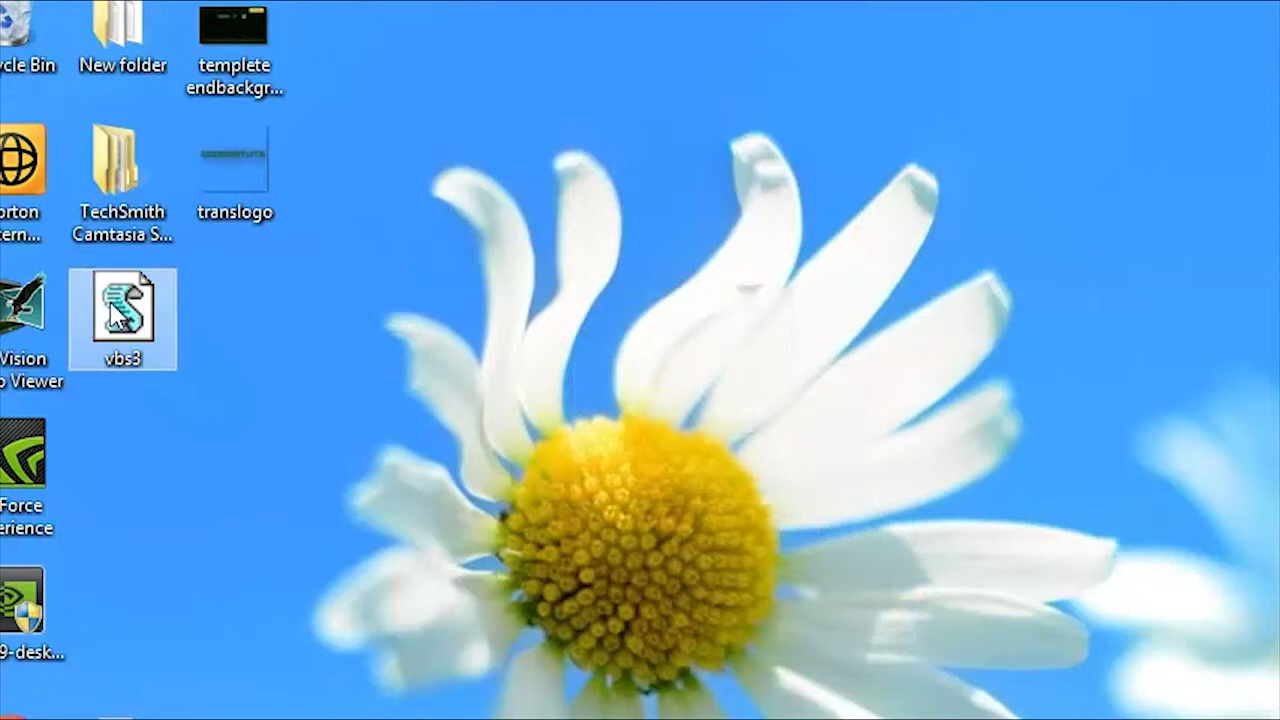 ycle Bin
New folder
templete
endbackgr...
orton
tern...
TechSmith
Camtasia S...
translogo
Vision
o Viewer
vbs3
Force
erience
9-desk...